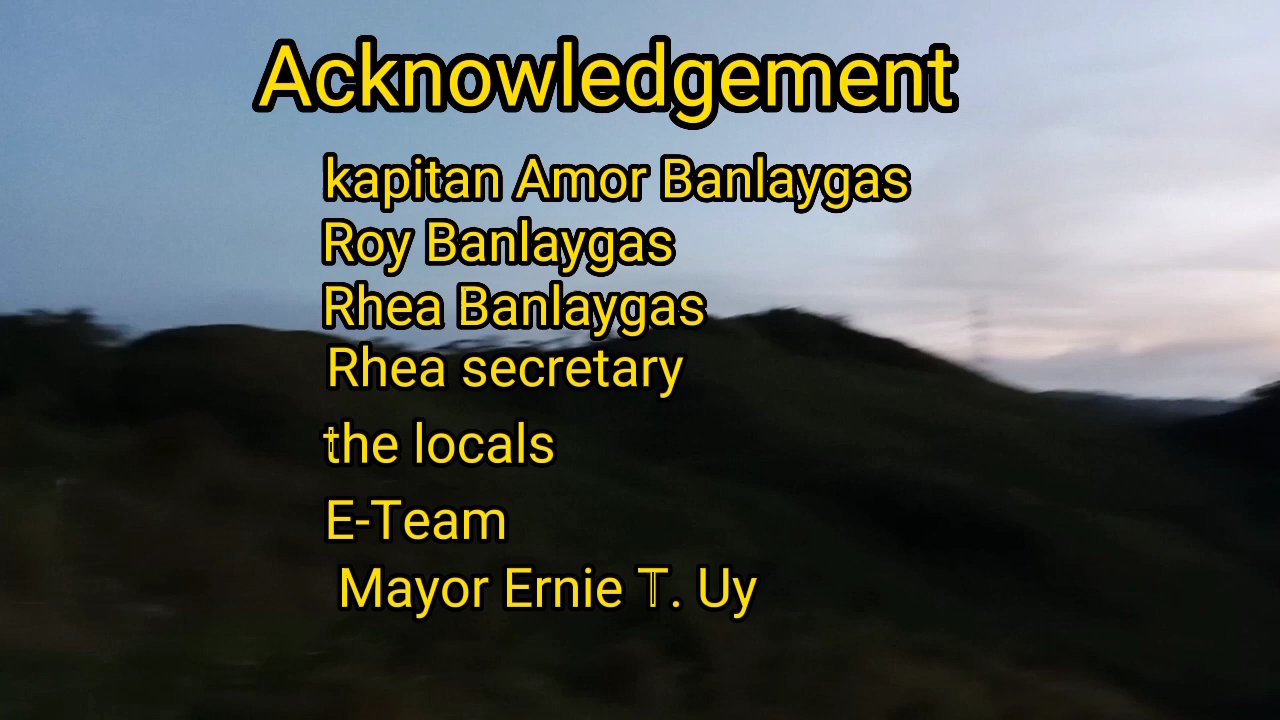 Acknowledgement
kapitan Amor Banlaygas
Roy Banlaygas
Rhea Banlaygas
Rhea secretary
the locals
E-Team
Mayor Ernie T. Uy